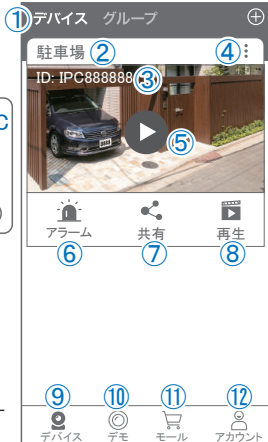 ①デバイス グループ ⊕
駐車場② ④⋮
ID: IPC888888 ③
⑤
⑥ ⑦ ⑧
アラーム 共有 再生
C
⑨ ⑩ ⑪ ⑫
デバイス デモ モール アカウント